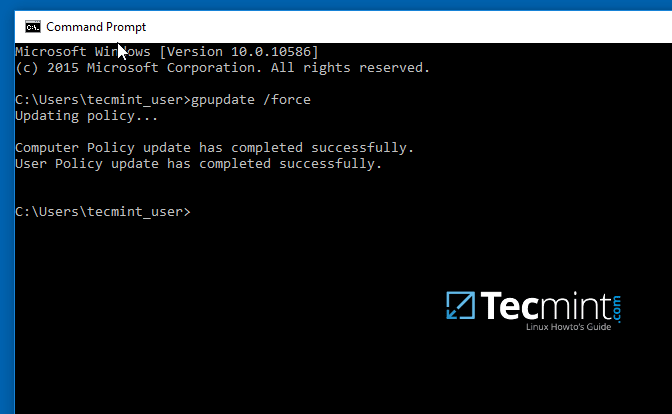 Command Prompt
Microsoft Windows [Version 10.0.10586]
(c) 2015 Microsoft Corporation. All rights reserved.
C:\Users\tecmint_user>gpupdate /force
Updating policy...
Computer Policy update has completed successfully.
User Policy update has completed successfully.
C:\Users\tecmint_user>
Tecmint.com
Linux Howto's Guide